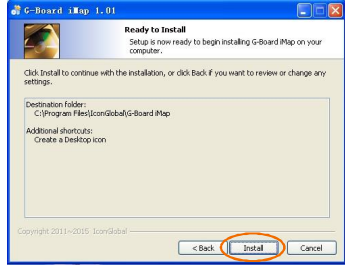 G-Board iMap 1.01
Ready to Install
Setup is now ready to begin installing G-Board iMap on your
computer.
Click Install to continue with the installation, or click Back if you want to review or change any
settings.
Destination folder:
C:\Program Files\IconGlobal\G-Board iMap
Additional shortcuts:
Create a Desktop icon
Copyright 2011~2015 IconGlobal
< Back
Install
Cancel